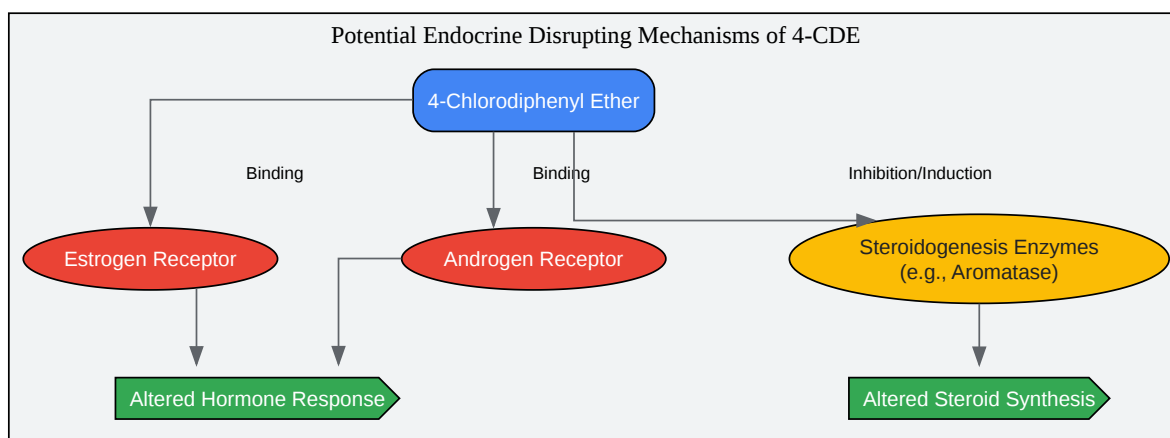 Potential Endocrine Disrupting Mechanisms of 4-CDE
4-Chlorodiphenyl Ether
Binding
Binding
Inhibition/Induction
Estrogen Receptor
Androgen Receptor
Steroidogenesis Enzymes
(e.g., Aromatase)
Altered Hormone Response
Altered Steroid Synthesis